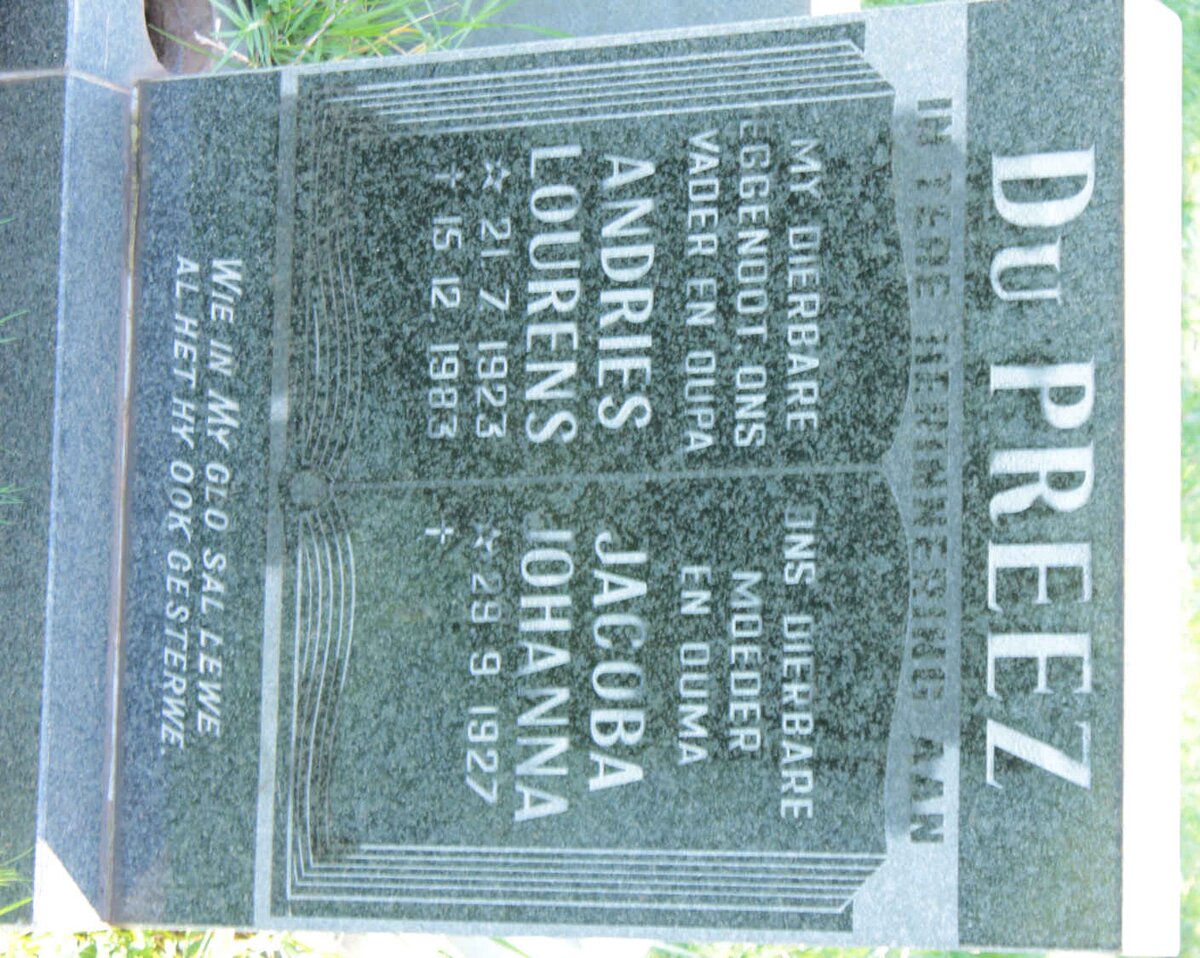 DU PREEZ
IN TEDE HERINNERING AAN
MY DIERBARE
EGGENOOT ONS
VADER EN OUPA
ANDRIES
LOURENS
☆ 21 7 1923
† 15 12 1983
ONS DIERBARE
MOEDER
EN OUMA
JACOBA
JOHANNA
☆ 29 9 1927
†
WIE IN MY GLO SAL LEWE
AL HET HY OOK GESTERWE.